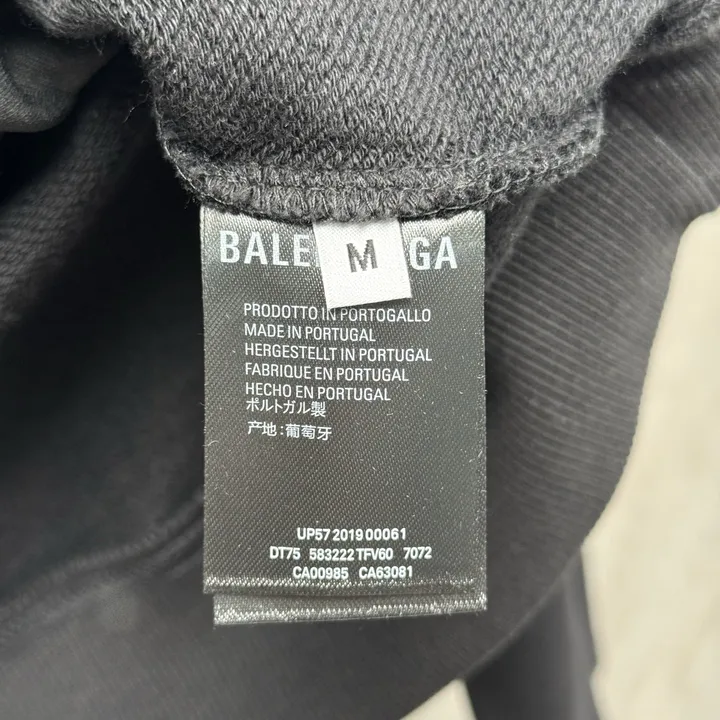 BALE GA
M
PRODOTTO IN PORTOGALLO
MADE IN PORTUGAL
HERGESTELLT IN PORTUGAL
FABRIQUE EN PORTUGAL
HECHO EN PORTUGAL
ポルトガル製
产地：葡萄牙
UP57 2019 00061
DT75 583222 TFV60 7072
CA00985 CA63081